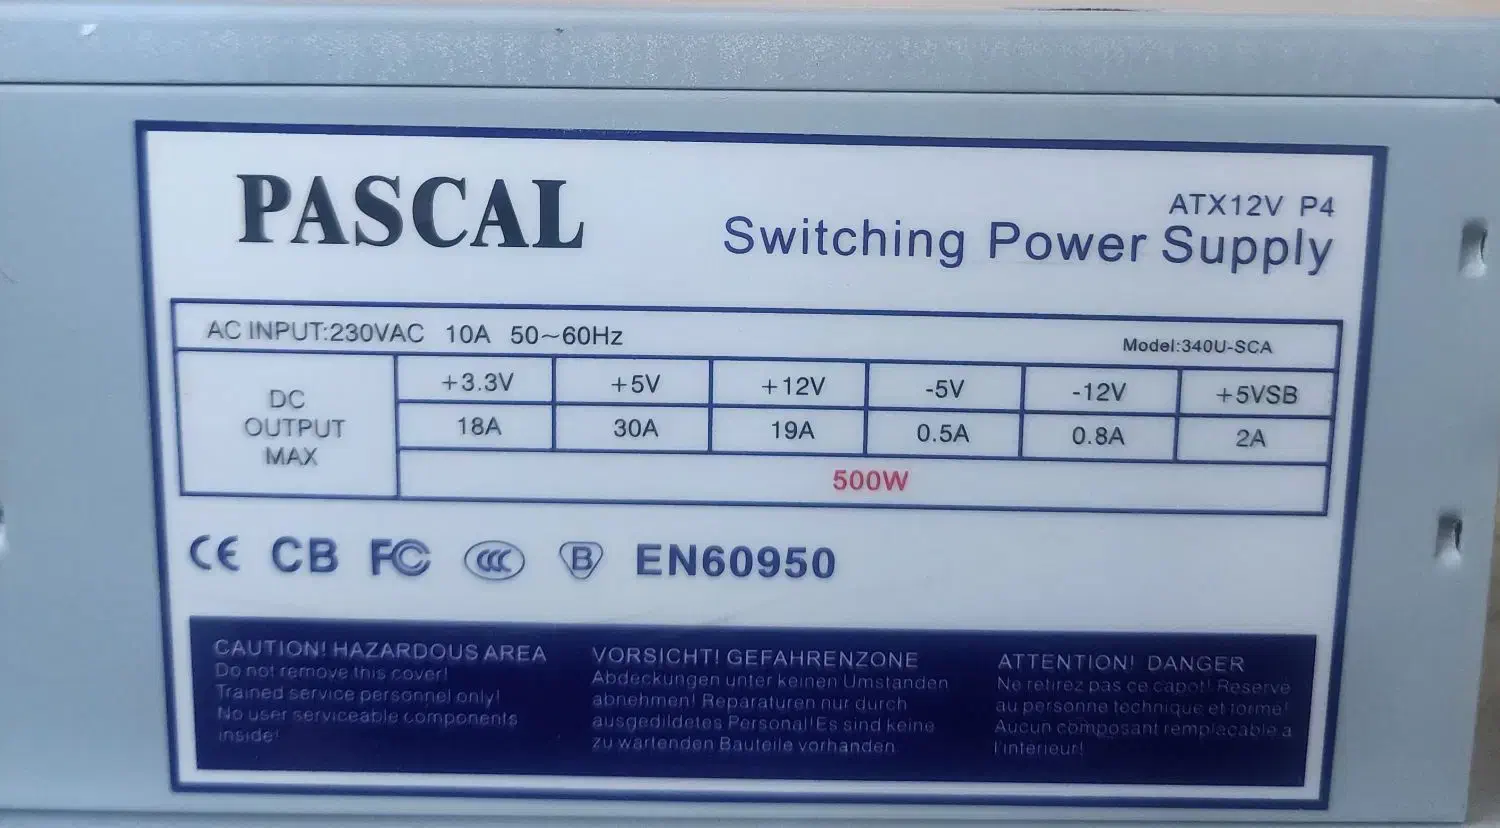 PASCAL
ATX12V P4
Switching Power Supply
AC INPUT:230VAC 10A 50~60Hz Model:340U-SCA
DC OUTPUT MAX
+3.3V +5V +12V -5V -12V +5VSB
18A 30A 19A 0.5A 0.8A 2A
500W
CE CB FC CCC B EN60950
CAUTION! HAZARDOUS AREA
Do not remove this cover!
Trained service personnel only!
No user serviceable components
inside!
VORSICHT! GEFAHRENZONE
Abdeckungen unter keinen Umstanden
abnehmen! Reparaturen nur durch
ausgedildetes Personal!Es sind keine
zu wartenden Bauteile vorhanden.
ATTENTION! DANGER
Ne retirez pas ce capot! Reserve
au personne technique et forme!
Aucun composant remplacable a
l'interieur!